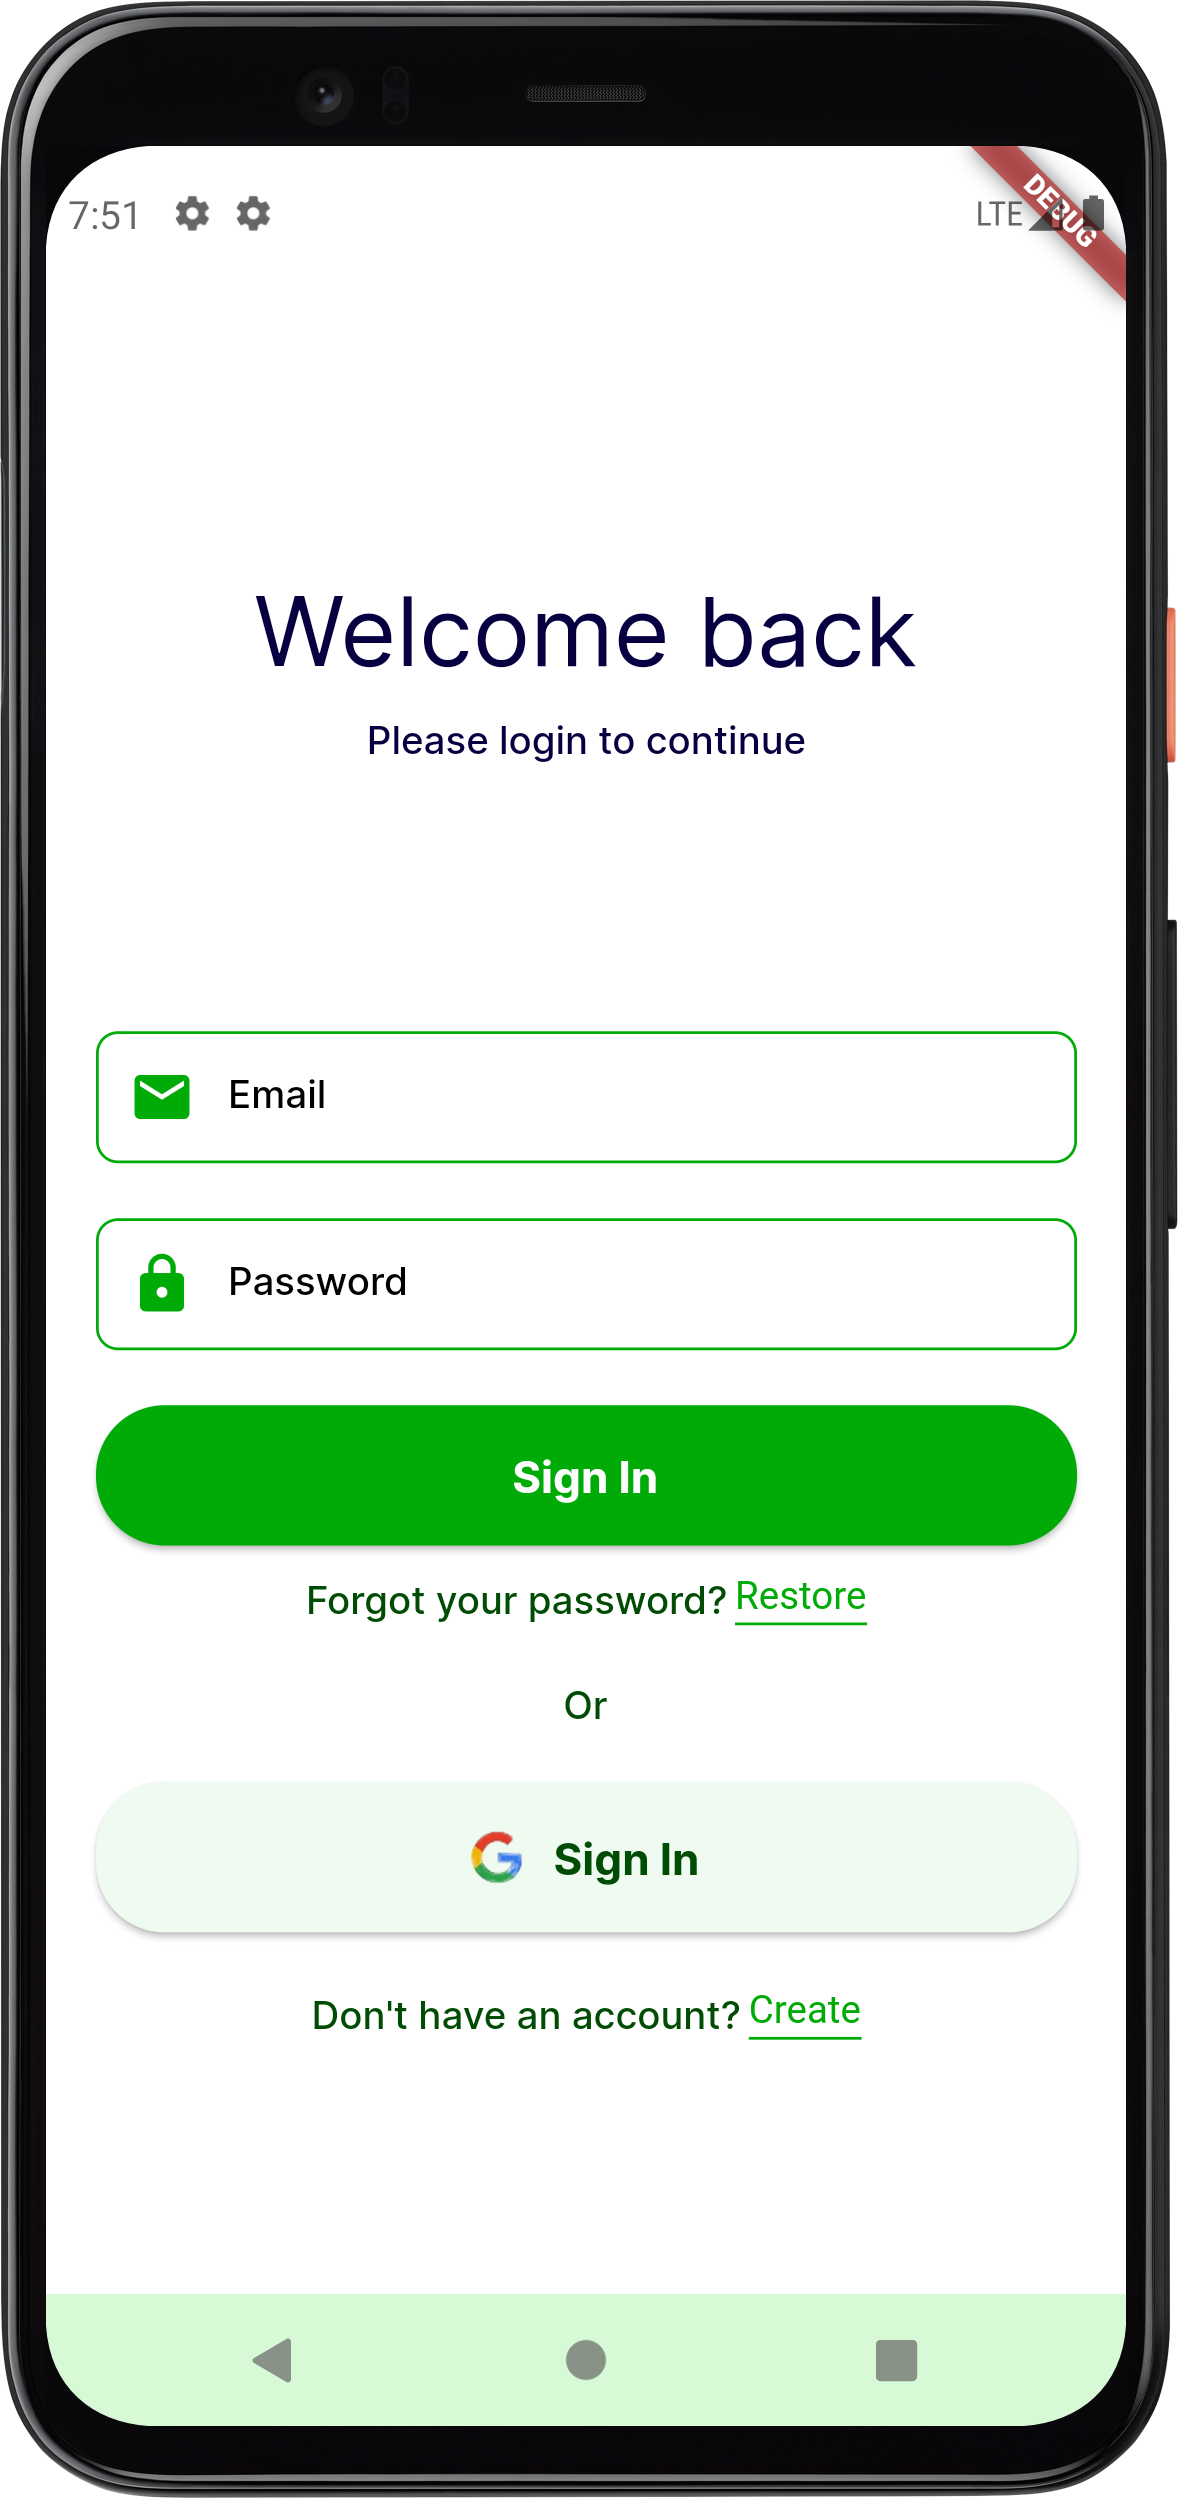 7:51
LTE
DEBUG
Welcome back
Please login to continue
Email
Password
Sign In
Forgot your password? Restore
Or
Sign In
Don't have an account? Create